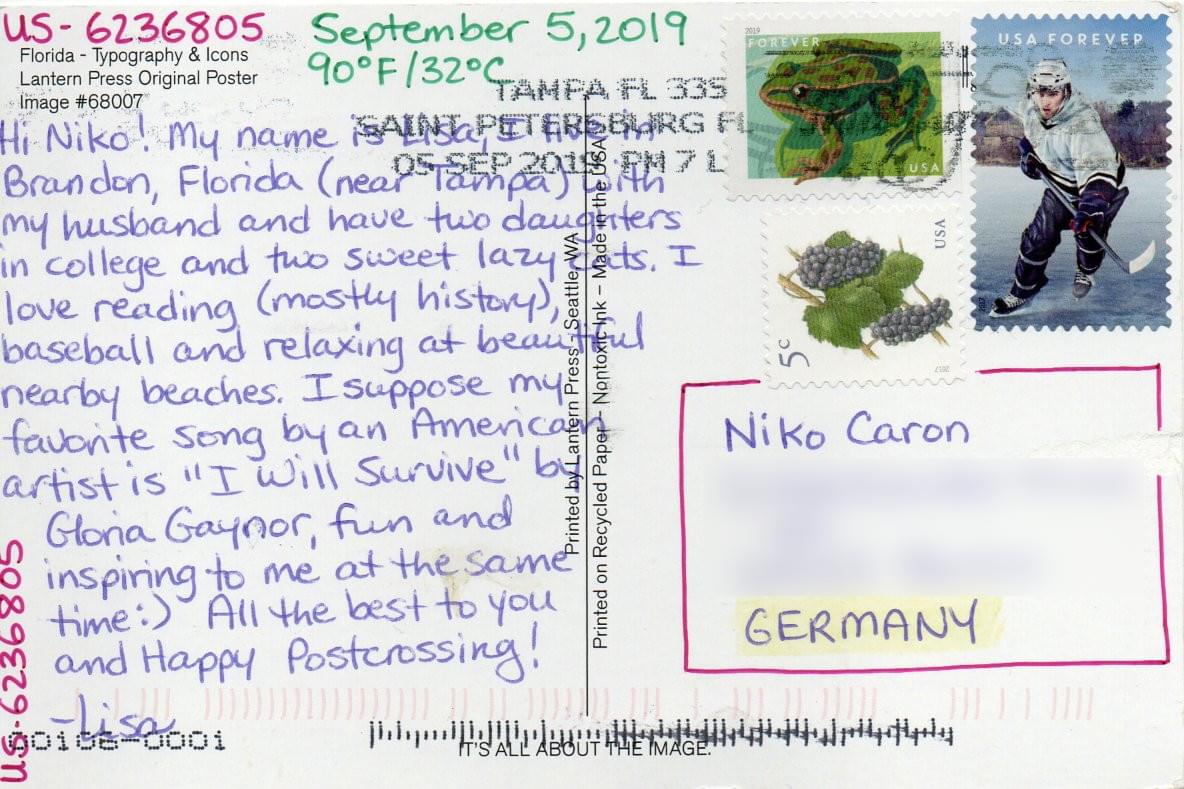 US-6236805
September 5, 2019
90°F/32°C
Florida - Typography & Icons
Lantern Press Original Poster
Image #68007
Hi Niko! My name is Lisa, I live in
Brandon, Florida (near Tampa) with
my husband and have two daughters
in college and two sweet lazy cats. I
love reading (mostly history),
baseball and relaxing at beautiful
nearby beaches. I suppose my
favorite song by an American
artist is "I Will Survive" by
Gloria Gaynor, fun and
inspiring to me at the same
time:) All the best to you
and Happy Postcrossing!
-Lisa
US-6236805
00106-0001
TAMPA FL 335
SAINT PETERSBURG FL
05 SEP 2019 PM 7 L
Printed by Lantern Press - Seattle, WA
Printed on Recycled Paper - Nontoxic Ink - Made in the USA
2019
FOREVER
USA
USA FOREVER
2017
USA
5c
2017
Niko Caron
GERMANY
IT'S ALL ABOUT THE IMAGE.